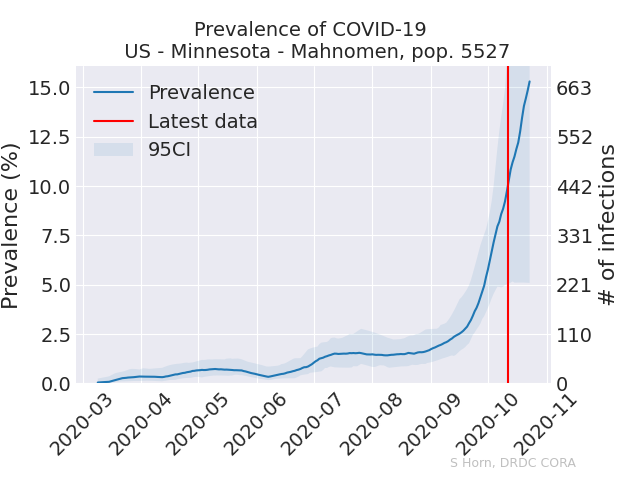 Prevalence of COVID-19
US - Minnesota - Mahnomen, pop. 5527
Prevalence
Latest data
95CI
Prevalence (%)
15.0
12.5
10.0
7.5
5.0
2.5
0.0
663
552
442
331
221
110
0
# of infections
2020-03
2020-04
2020-05
2020-06
2020-07
2020-08
2020-09
2020-10
2020-11
S Horn, DRDC CORA